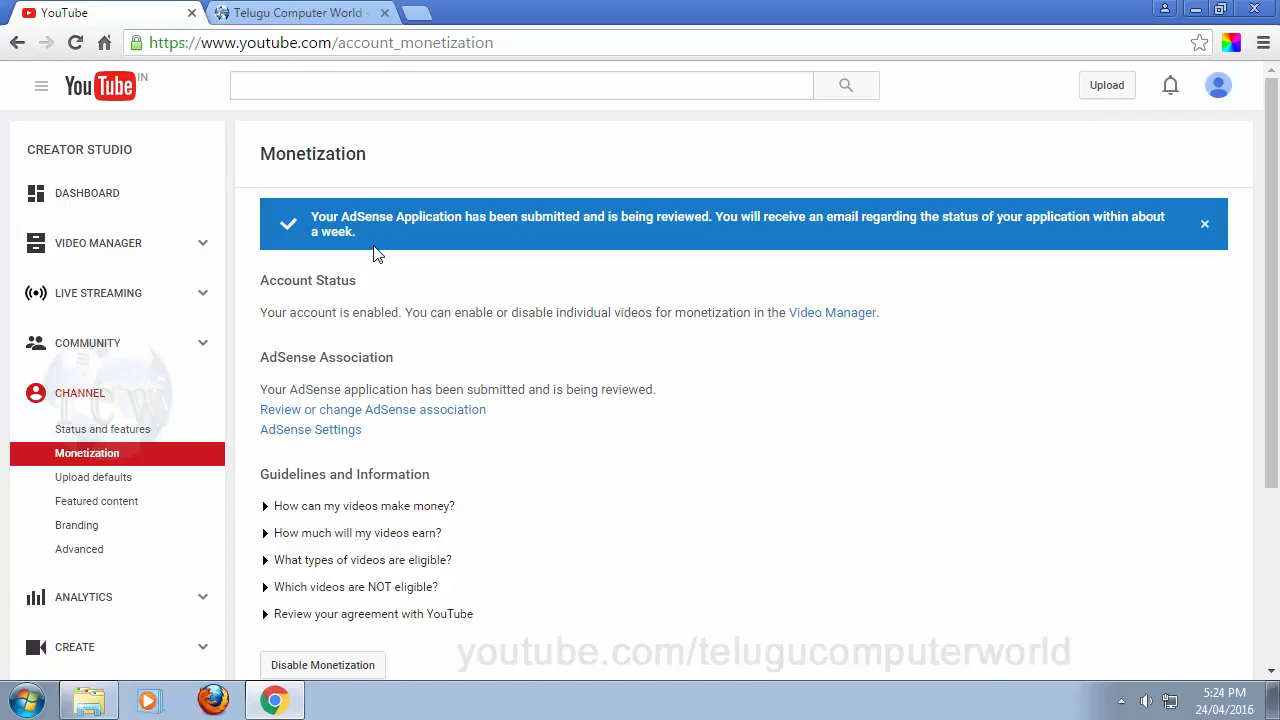 YouTube
Telugu Computer World -
https://www.youtube.com/account_monetization
YouTube IN
Upload
CREATOR STUDIO
DASHBOARD
VIDEO MANAGER
LIVE STREAMING
COMMUNITY
CHANNEL
Status and features
Monetization
Upload defaults
Featured content
Branding
Advanced
ANALYTICS
CREATE
Monetization
Your AdSense Application has been submitted and is being reviewed. You will receive an email regarding the status of your application within about
a week.
Account Status
Your account is enabled. You can enable or disable individual videos for monetization in the Video Manager.
AdSense Association
Your AdSense application has been submitted and is being reviewed.
Review or change AdSense association
AdSense Settings
Guidelines and Information
How can my videos make money?
How much will my videos earn?
What types of videos are eligible?
Which videos are NOT eligible?
Review your agreement with YouTube
Disable Monetization
youtube.com/telugucomputerworld
5:24 PM
24/04/2016